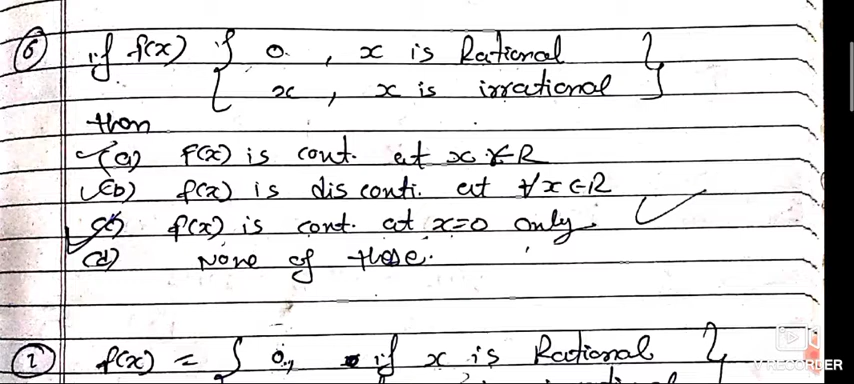 6 if f(x) { 0. , x is Rational }
{ x , x is irrational }
then
(a) f(x) is cont. at x ∈ R
(b) f(x) is dis conti. at ∀x ∈ R
(c) f(x) is cont. at x=0 only.
(d) None of these.
f(x) = { 0, if x is Rational }
V RECORDER